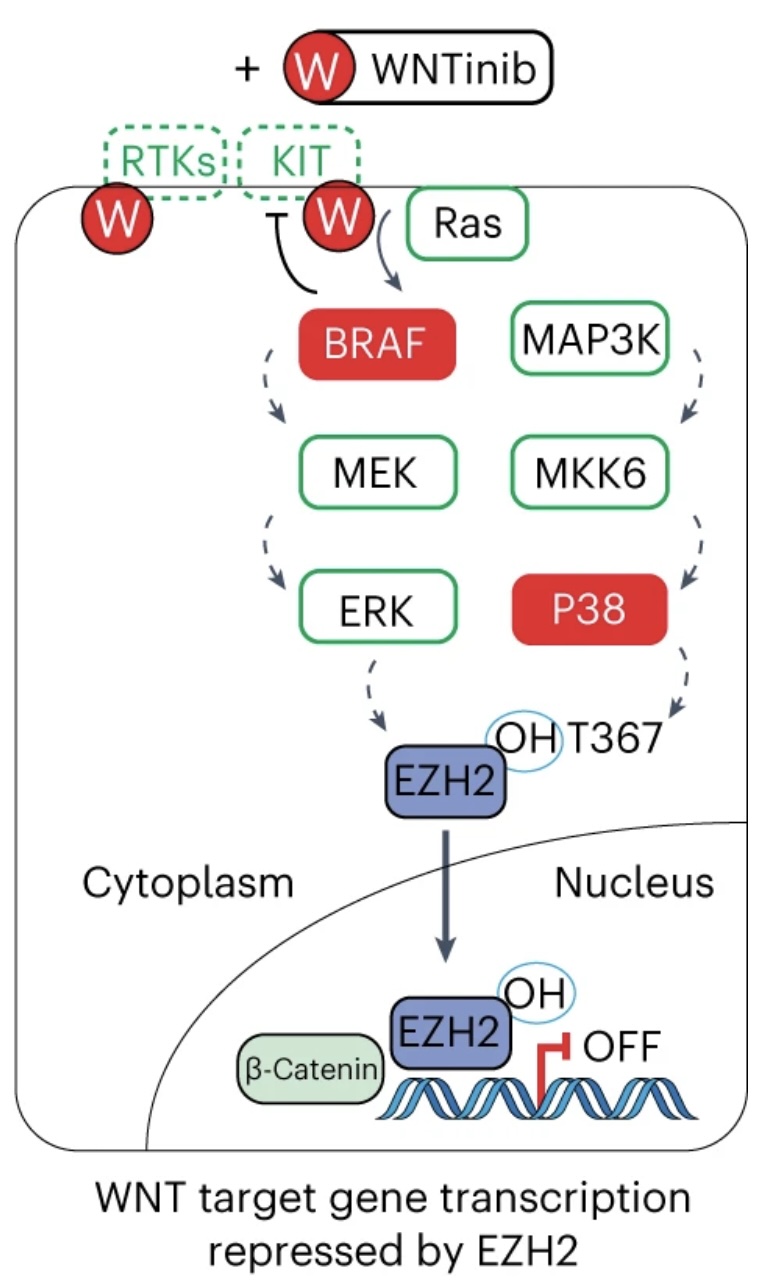 + W WNTinib
RTKs KIT
W W Ras
BRAF MAP3K
MEK MKK6
ERK P38
OH T367
EZH2
Cytoplasm Nucleus
OH
EZH2
OFF
β-Catenin
WNT target gene transcription
repressed by EZH2